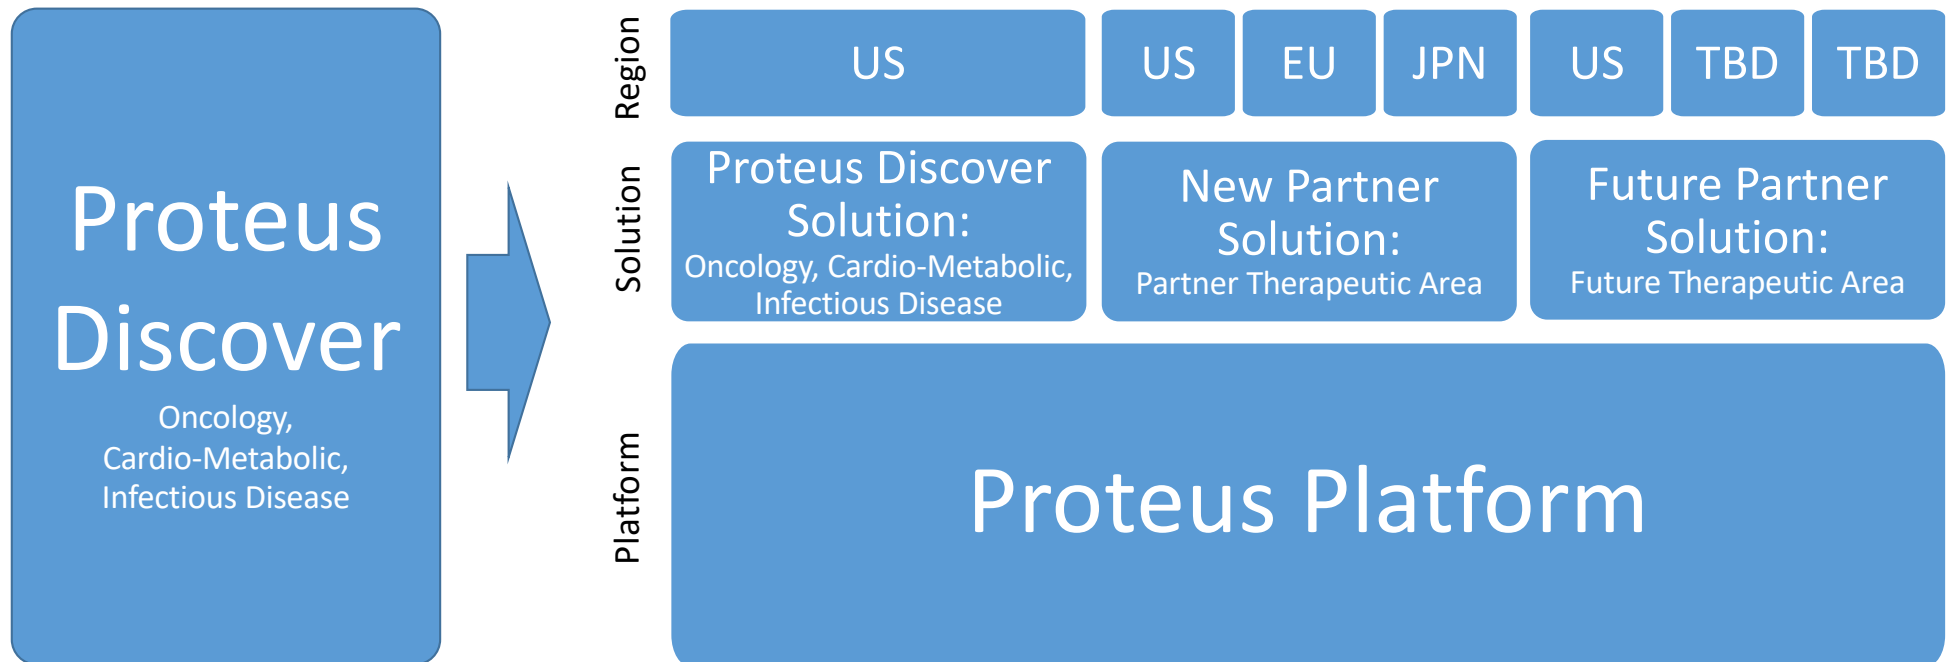 Proteus
Discover
Oncology,
Cardio-Metabolic,
Infectious Disease
Region
US
US
EU
JPN
US
TBD
TBD
Solution
Proteus Discover
Solution:
Oncology, Cardio-Metabolic,
Infectious Disease
New Partner
Solution:
Partner Therapeutic Area
Future Partner
Solution:
Future Therapeutic Area
Platform
Proteus Platform